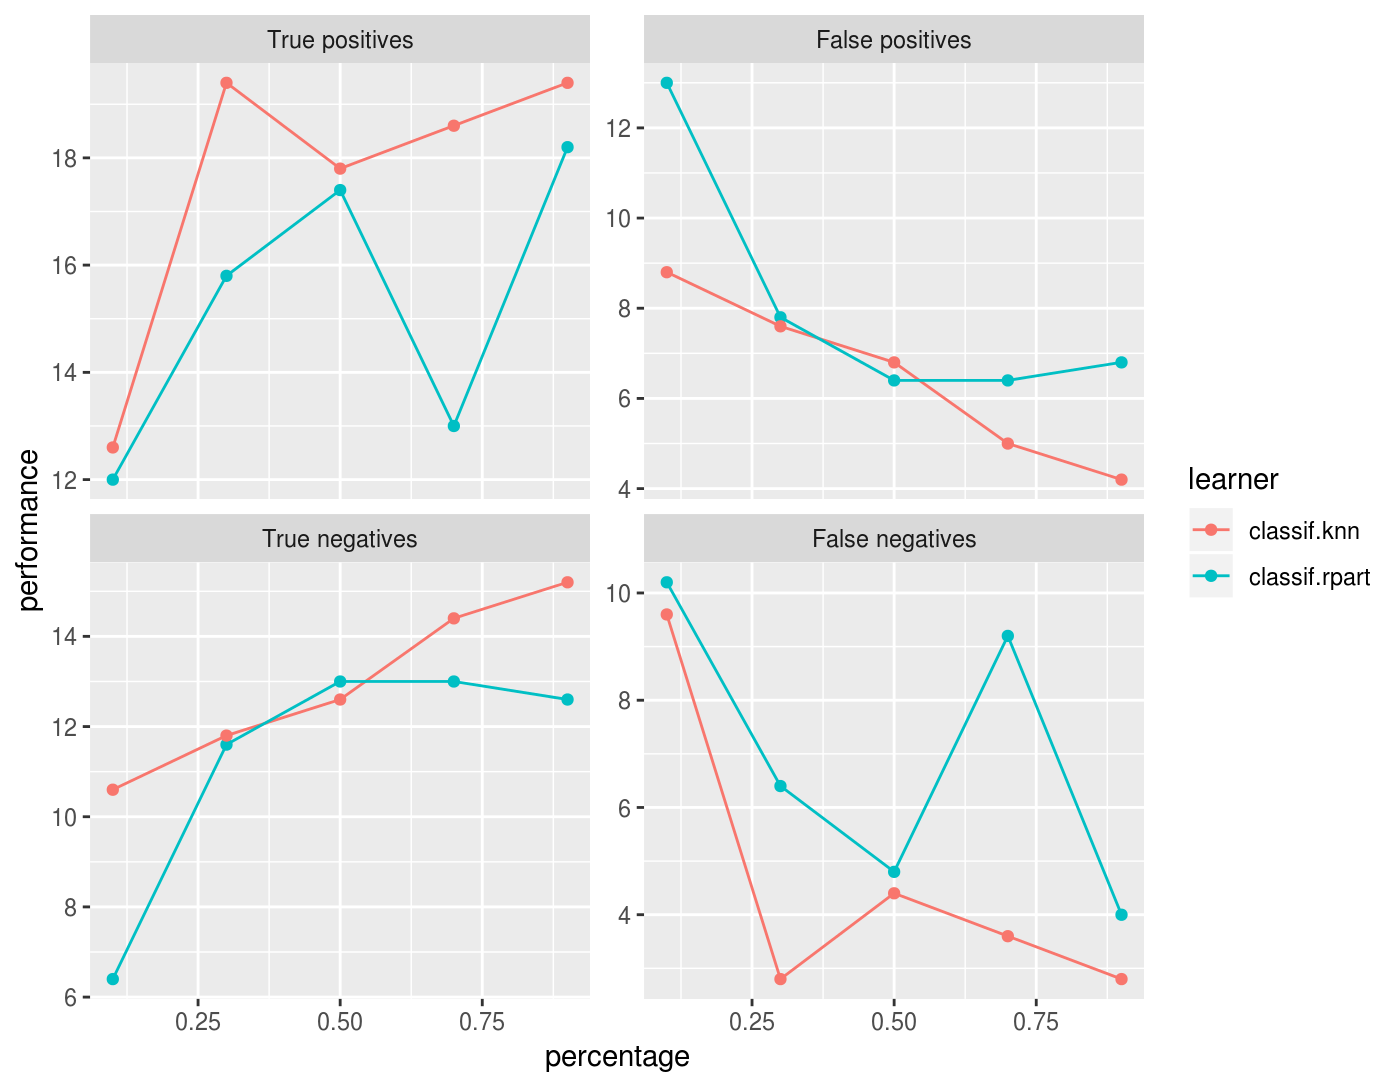 True positives
False positives
18
16
14
12
12
10
8
6
4
performance
True negatives
False negatives
14
12
10
8
6
10
8
6
4
0.25 0.50 0.75
0.25 0.50 0.75
percentage
learner
classif.knn
classif.rpart